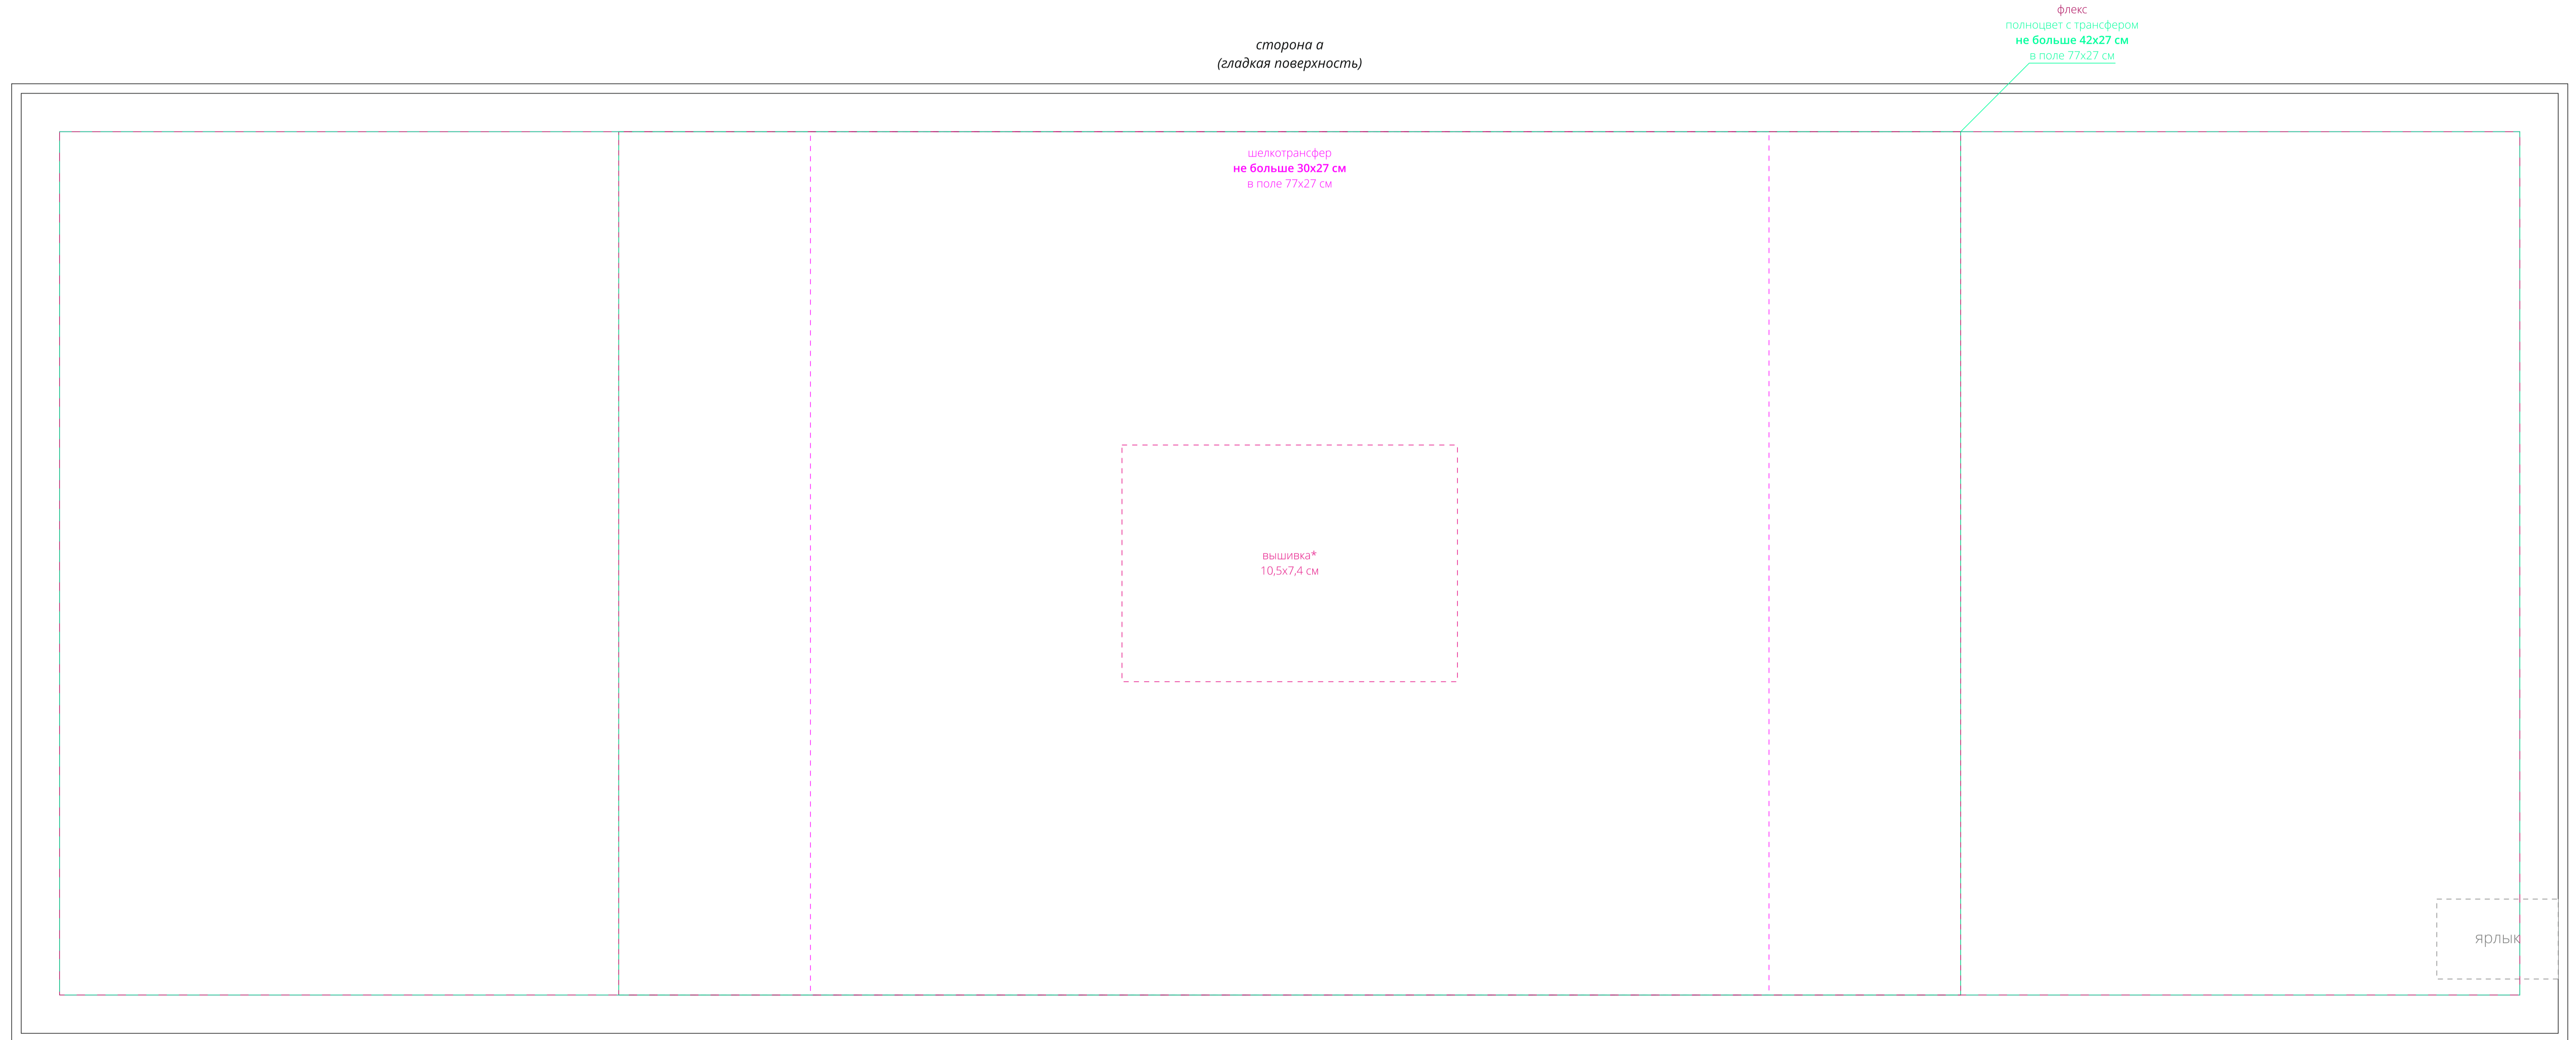 сторона а
(гладкая поверхность)
флекс
полноцвет с трансфером
не больше 42х27 см
в поле 77х27 см
шелкотрансфер
не больше 30х27 см
в поле 77х27 см
вышивка*
10,5х7,4 см
ярлык